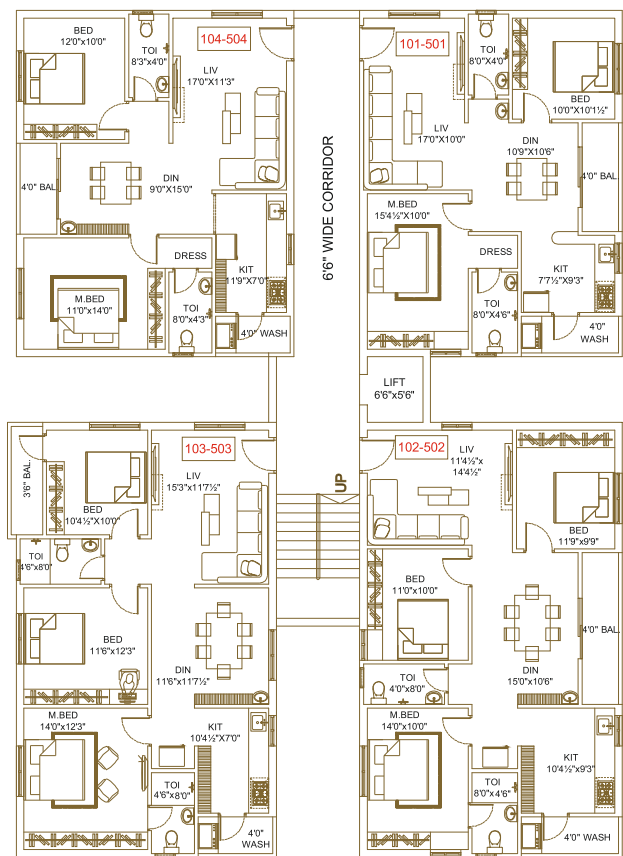 BED
12'0"x10'0"
TOI
8'3"x4'0"
104-504
LIV
17'0"X11'3"
DIN
9'0"X15'0"
4'0" BAL.
M.BED
11'0"x14'0"
DRESS
TOI
8'0"x4'3"
KIT
11'9"X7'0"
4'0" WASH
6'6" WIDE CORRIDOR
101-501
TOI
8'0"X4'0"
BED
10'0"X10'1½"
LIV
17'0"X10'0"
DIN
10'9"X10'6"
4'0" BAL.
M.BED
15'4½"X10'0"
DRESS
TOI
8'0"X4'6"
KIT
7'7½"X9'3"
4'0"
WASH
LIFT
6'6"x5'6"
103-503
LIV
15'3"x11'7½"
3'6" BAL.
BED
10'4½"X10'0"
TOI
4'6"x8'0"
BED
11'6"x12'3"
DIN
11'6"x11'7½"
M.BED
14'0"x12'3"
KIT
10'4½"X7'0"
TOI
4'6"x8'0"
4'0"
WASH
UP
102-502
LIV
11'4½"x
14'4½"
BED
11'9"x9'9"
BED
11'0"x10'0"
4'0" BAL.
TOI
4'0"x8'0"
DIN
15'0"x10'6"
M.BED
14'0"x10'0"
KIT
10'4½"x9'3"
TOI
8'0"x4'6"
4'0" WASH